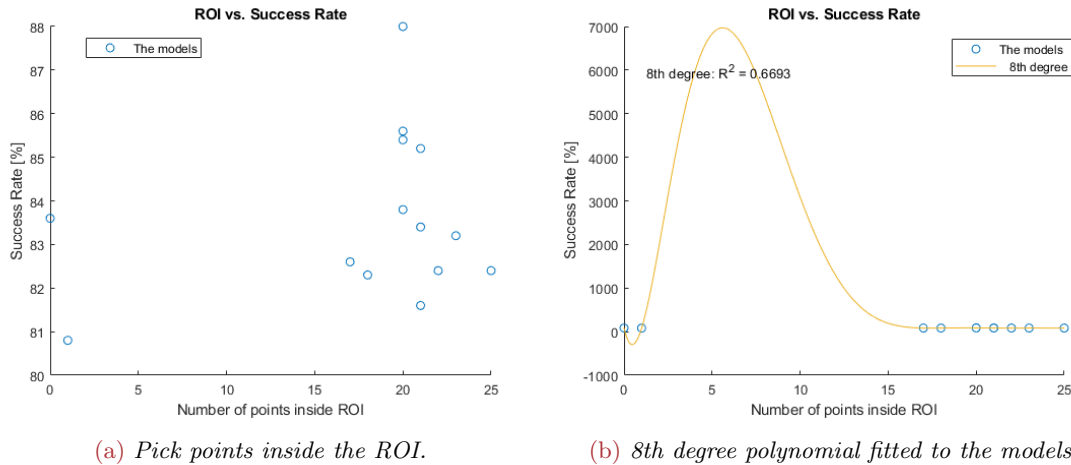 ROI vs. Success Rate
88
87
86
85
84
83
82
81
80
Success Rate [%]
The models
0 5 10 15 20 25
Number of points inside ROI
(a) Pick points inside the ROI.
ROI vs. Success Rate
7000
6000
5000
4000
3000
2000
1000
0
-1000
Success Rate [%]
The models
8th degree
8th degree: R² = 0.6693
0 5 10 15 20 25
Number of points inside ROI
(b) 8th degree polynomial fitted to the models